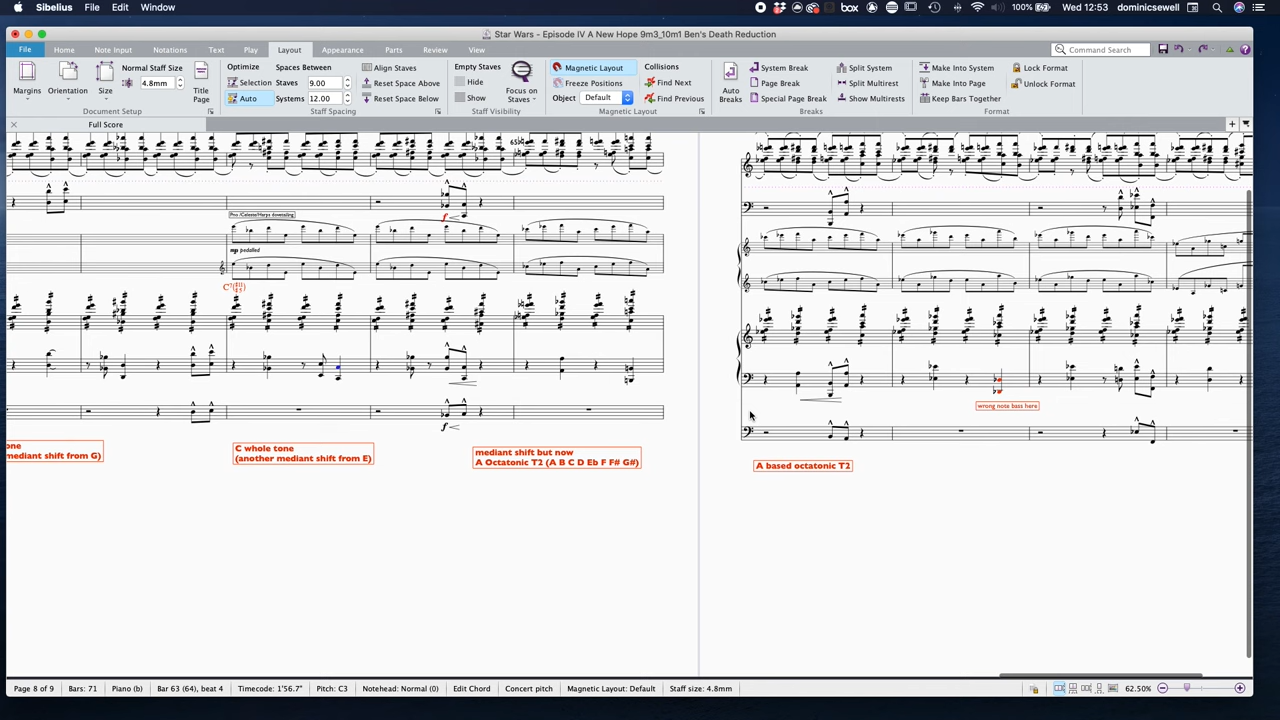 Sibelius File Edit Window box 100% Wed 12:53 dominicsewell
Star Wars - Episode IV A New Hope 9m3_10m1 Ben's Death Reduction
File Home Note Input Notations Text Play Layout Appearance Parts Review View Command Search
Optimize Spaces Between Empty Staves Magnetic Layout Collisions
Normal Staff Size
4.8mm
Selection Staves 9.00
Auto Systems 12.00
Align Staves
Reset Space Above
Reset Space Below
Hide
Show
Focus on
Staves
Freeze Positions
Object Default
Find Next
Find Previous
Auto
Breaks
System Break
Page Break
Special Page Break
Split System
Split Multirest
Show Multirests
Make Into System
Make Into Page
Keep Bars Together
Lock Format
Unlock Format
Margins Orientation Size Title
Page
Document Setup Staff Spacing Staff Visibility Magnetic Layout Breaks Format
Full Score
Pno /Celeste/Harps downsizing
mp pedalled
f
f
wrong note bass here
one
mediant shift from G)
C whole tone
(another mediant shift from E)
mediant shift but now
A Octatonic T2 (A B C D Eb F F# G#)
A based octatonic T2
Page 8 of 9 Bars: 71 Piano (b) Bar 63 (64), beat 4 Timecode: 1'56.7" Pitch: C3 Notehead: Normal (0) Edit Chord Concert pitch Magnetic Layout: Default Staff size: 4.8mm 62.50%